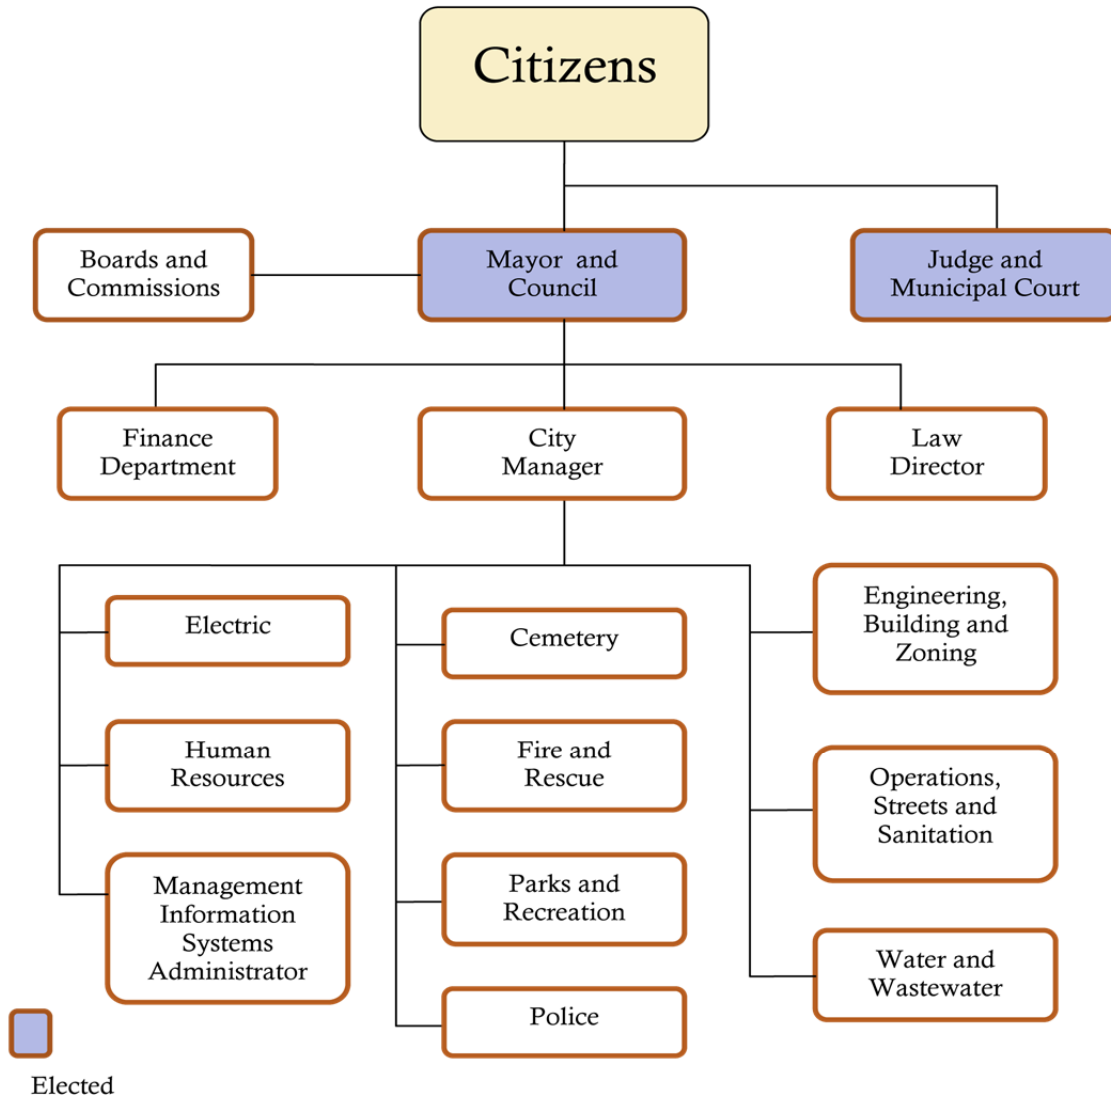 Citizens
Boards and
Commissions
Mayor and
Council
Judge and
Municipal Court
Finance
Department
City
Manager
Law
Director
Electric
Human
Resources
Management
Information
Systems
Administrator
Cemetery
Fire and
Rescue
Parks and
Recreation
Police
Engineering,
Building and
Zoning
Operations,
Streets and
Sanitation
Water and
Wastewater
Elected